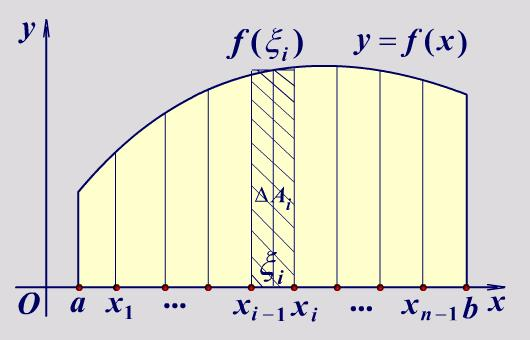 y
f(ξᵢ) y = f(x)
ΔAᵢ
ξᵢ
O a x₁ ... xᵢ₋₁ xᵢ ... xₙ₋₁ b x